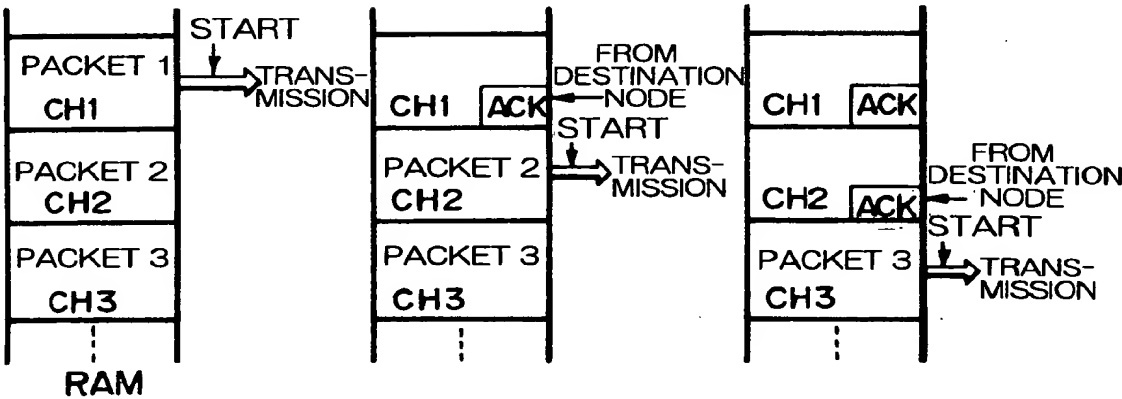 START
PACKET 1
TRANS-
MISSION
CH1
PACKET 2
CH2
PACKET 3
CH3
RAM
FROM
DESTINATION
NODE
CH1
ACK
START
PACKET 2
TRANS-
MISSION
CH2
PACKET 3
CH3
CH1
ACK
FROM
DESTINATION
NODE
CH2
ACK
START
PACKET 3
TRANS-
MISSION
CH3